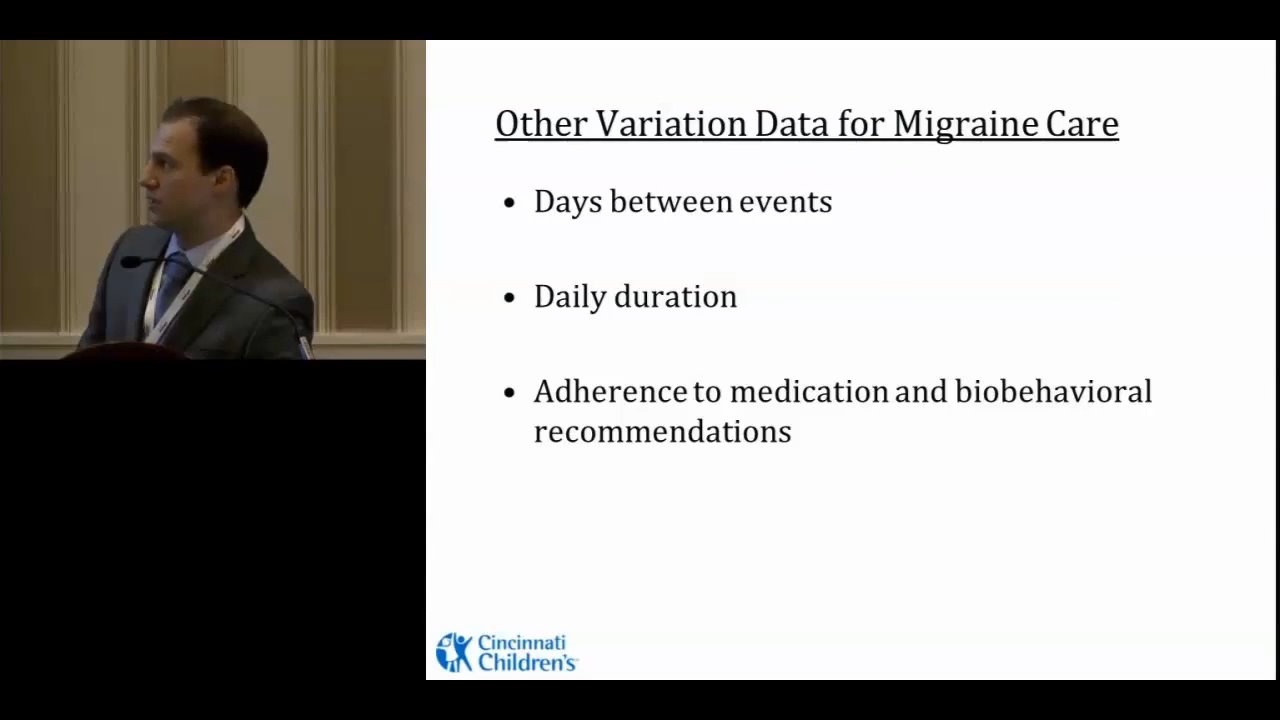 Other Variation Data for Migraine Care
• Days between events
• Daily duration
• Adherence to medication and biobehavioral
recommendations
Cincinnati
Children's